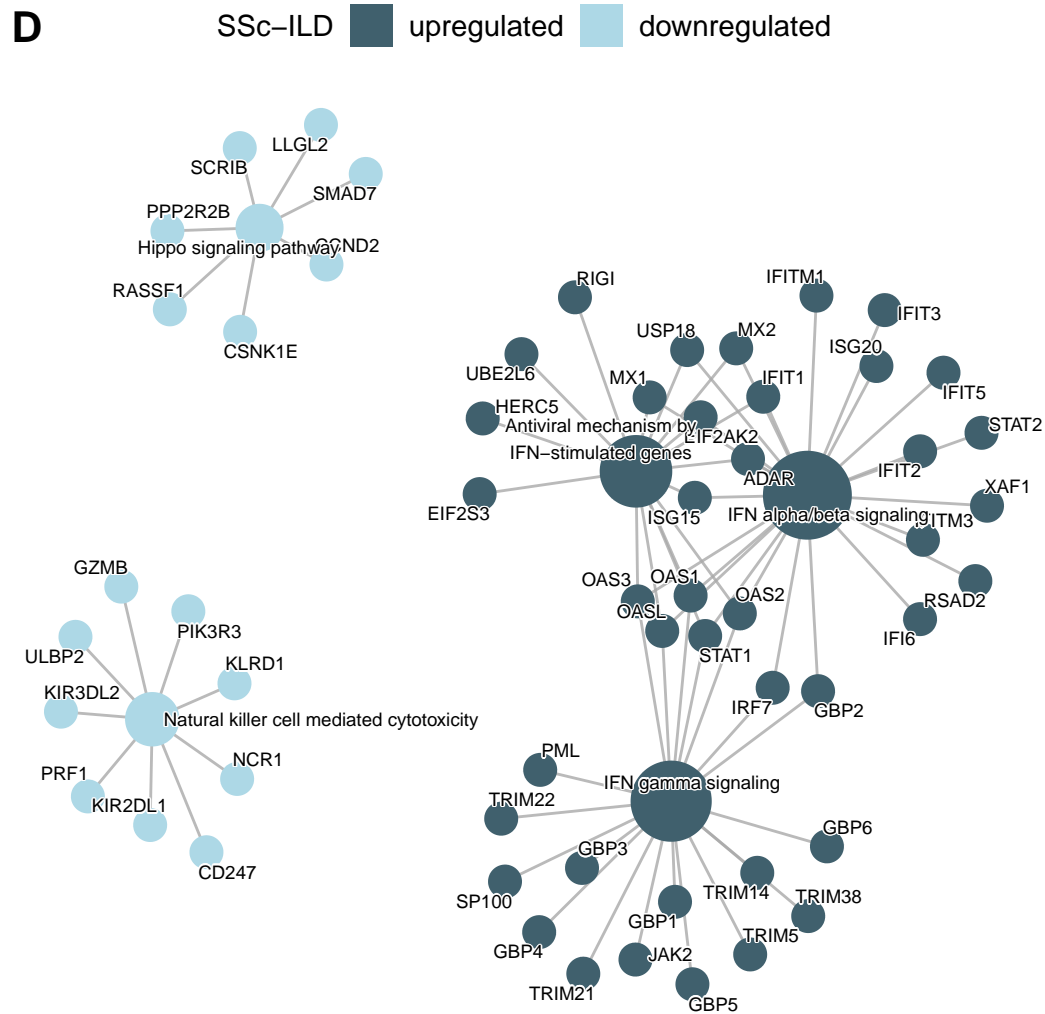 D
SSc−ILD upregulated downregulated
LLGL2
SCRIB
SMAD7
PPP2R2B
Hippo signaling pathway
CCND2
RASSF1
CSNK1E
RIGI
IFITM1
IFIT3
USP18
MX2
ISG20
UBE2L6
MX1
IFIT1
IFIT5
HERC5
Antiviral mechanism by
IFN−stimulated genes
EIF2AK2
STAT2
IFIT2
ADAR
XAF1
EIF2S3
ISG15
IFN alpha/beta signaling
ITM3
OAS3
OAS1
OAS2
RSAD2
OASL
IFI6
STAT1
IRF7
GBP2
GZMB
PIK3R3
ULBP2
KLRD1
KIR3DL2
Natural killer cell mediated cytotoxicity
NCR1
PRF1
KIR2DL1
CD247
PML
IFN gamma signaling
TRIM22
GBP6
GBP3
SP100
TRIM14
TRIM38
GBP1
GBP4
TRIM5
JAK2
TRIM21
GBP5